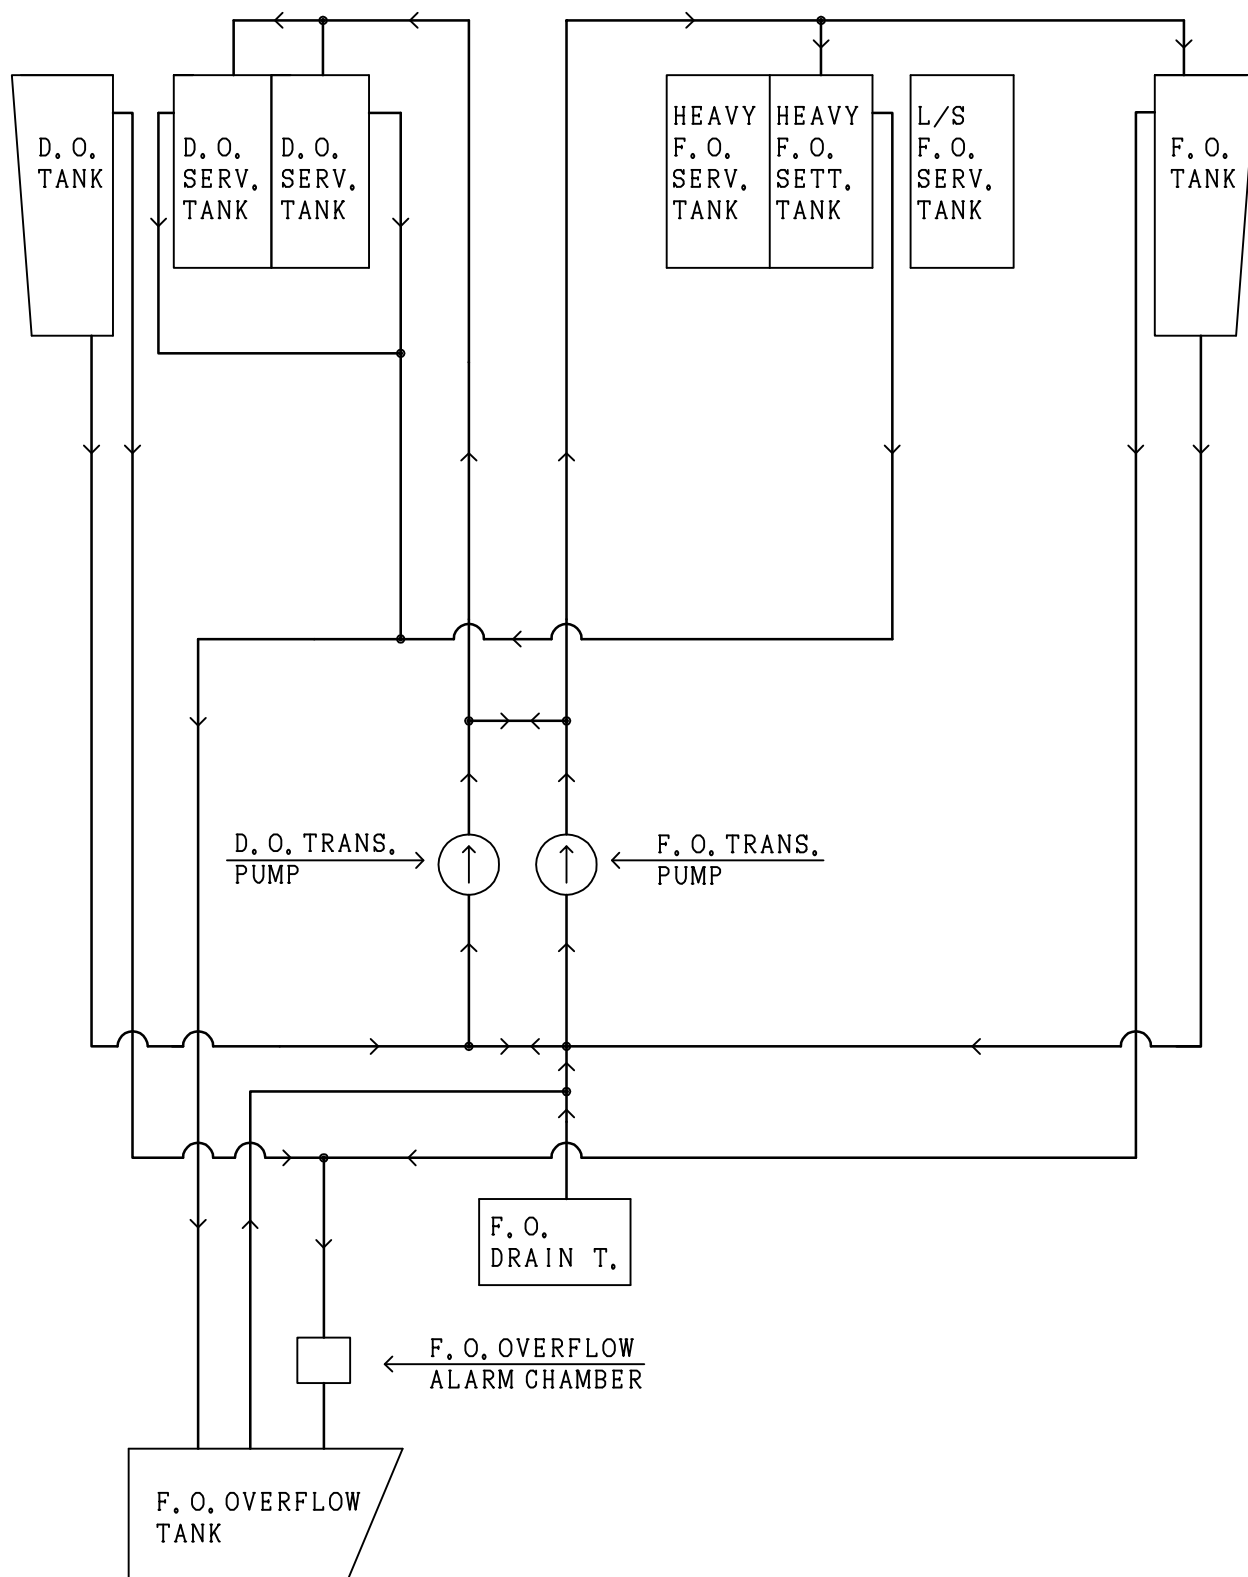 D. O.
TANK
D. O.
SERV.
TANK
D. O.
SERV.
TANK
HEAVY
F. O.
SERV.
TANK
HEAVY
F. O.
SETT.
TANK
L/S
F. O.
SERV.
TANK
F. O.
TANK
D. O. TRANS.
PUMP
F. O. TRANS.
PUMP
F. O.
DRAIN T.
F. O. OVERFLOW
ALARM CHAMBER
F. O. OVERFLOW
TANK